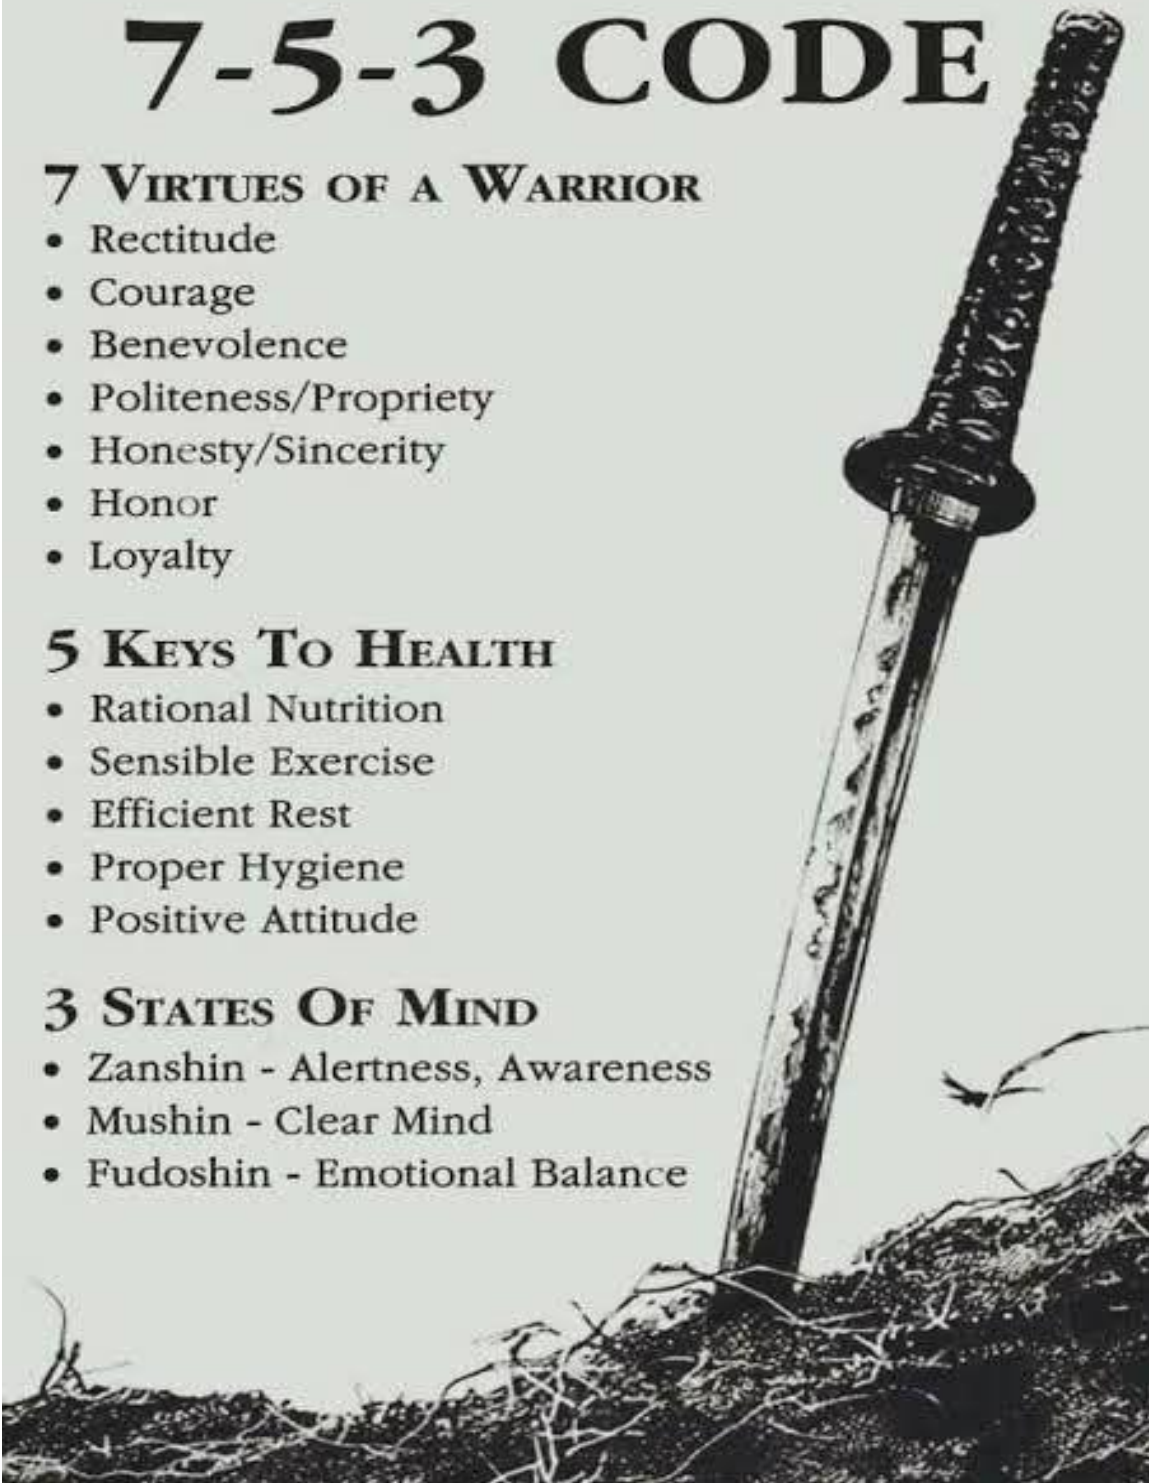 7-5-3 CODE
7 VIRTUES OF A WARRIOR
• Rectitude
• Courage
• Benevolence
• Politeness/Propriety
• Honesty/Sincerity
• Honor
• Loyalty
5 KEYS TO HEALTH
• Rational Nutrition
• Sensible Exercise
• Efficient Rest
• Proper Hygiene
• Positive Attitude
3 STATES OF MIND
• Zanshin - Alertness, Awareness
• Mushin - Clear Mind
• Fudoshin - Emotional Balance